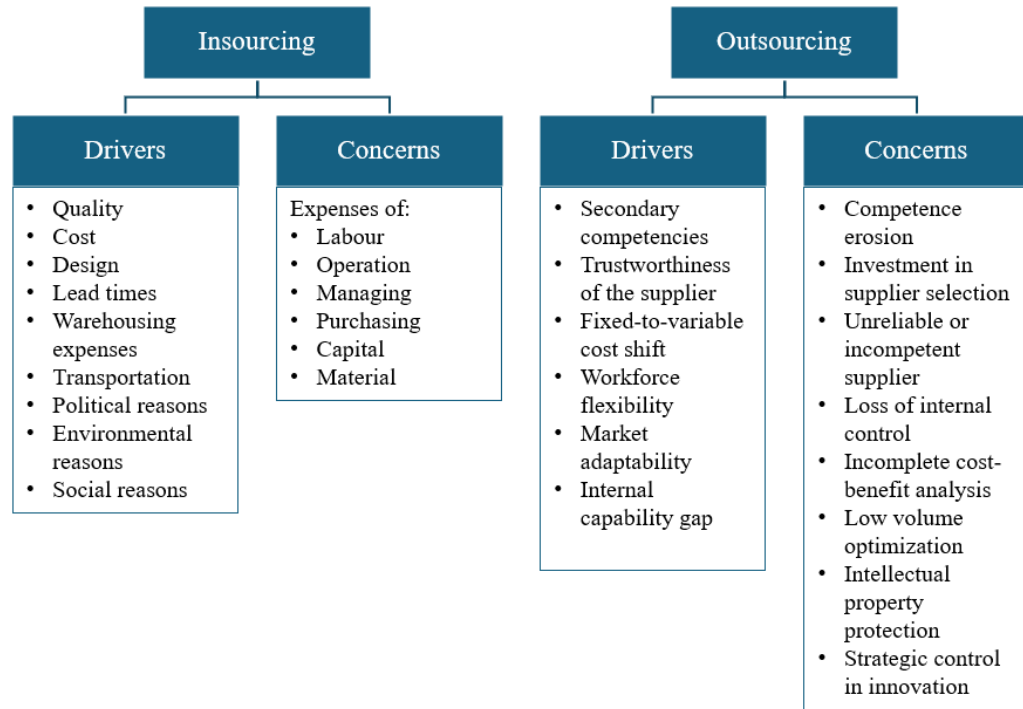 Insourcing
Drivers
• Quality
• Cost
• Design
• Lead times
• Warehousing
expenses
• Transportation
• Political reasons
• Environmental
reasons
• Social reasons
Concerns
Expenses of:
• Labour
• Operation
• Managing
• Purchasing
• Capital
• Material
Outsourcing
Drivers
• Secondary
competencies
• Trustworthiness
of the supplier
• Fixed-to-variable
cost shift
• Workforce
flexibility
• Market
adaptability
• Internal
capability gap
Concerns
• Competence
erosion
• Investment in
supplier selection
• Unreliable or
incompetent
supplier
• Loss of internal
control
• Incomplete cost-
benefit analysis
• Low volume
optimization
• Intellectual
property
protection
• Strategic control
in innovation